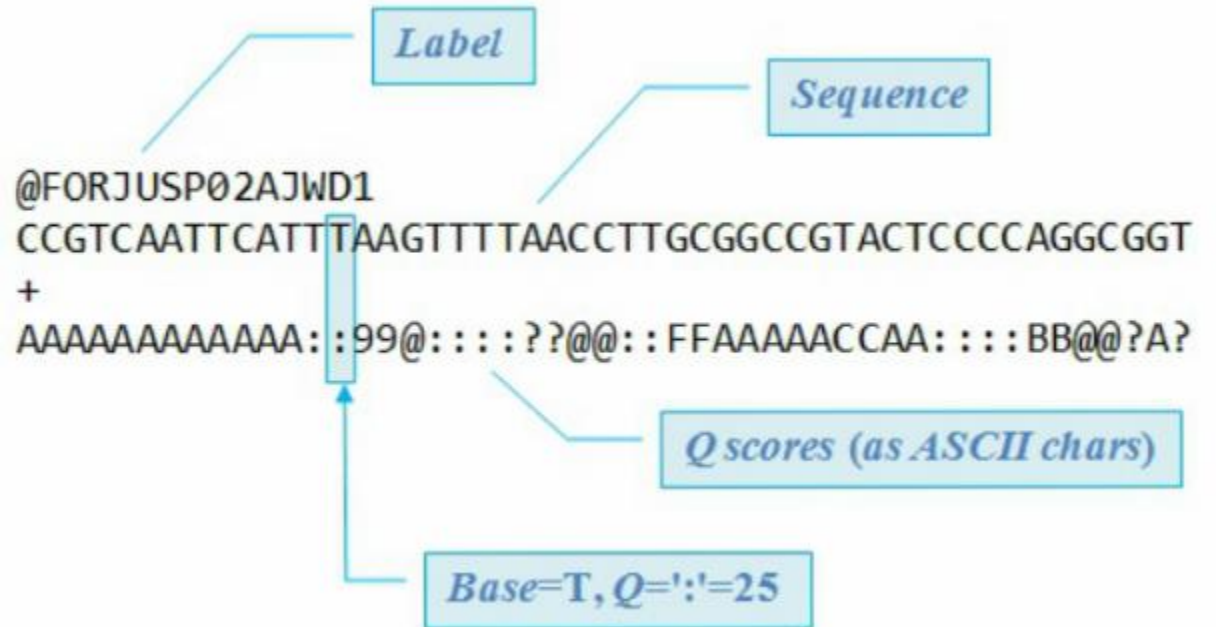 Label
Sequence
@FORJUSP02AJWD1
CCGTCAATTCATTTAAGTTTTAACCTTGCGGCCGTACTCCCCAGGCGGT
+
AAAAAAAAAAAA::99@::::??@@::FFAAAAACCAA::::BB@@?A?
Q scores (as ASCII chars)
Base=T, Q=':'=25